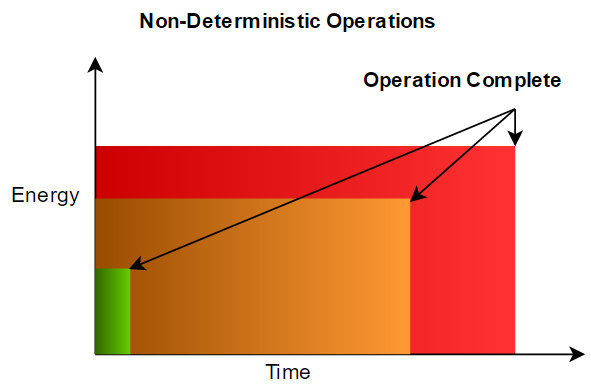 Non-Deterministic Operations
Operation Complete
Energy
Time